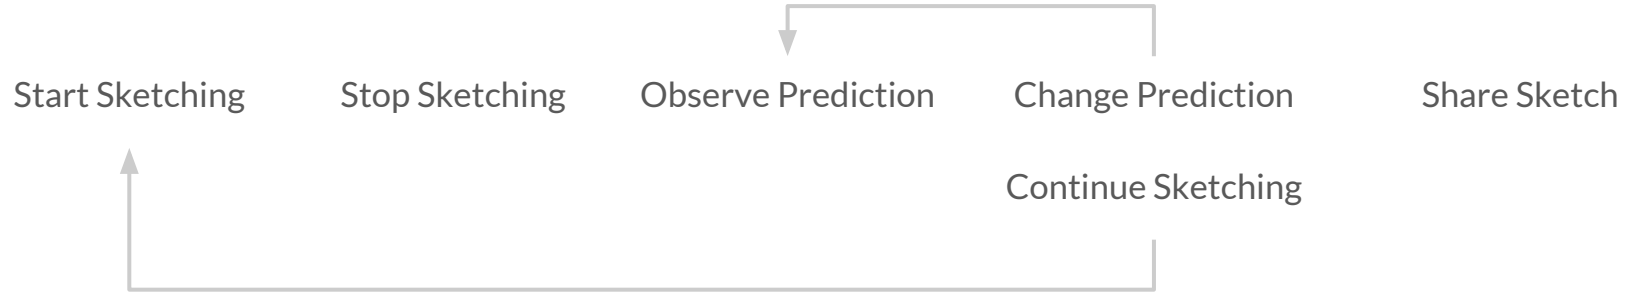 Start Sketching
Stop Sketching
Observe Prediction
Change Prediction
Share Sketch
Continue Sketching